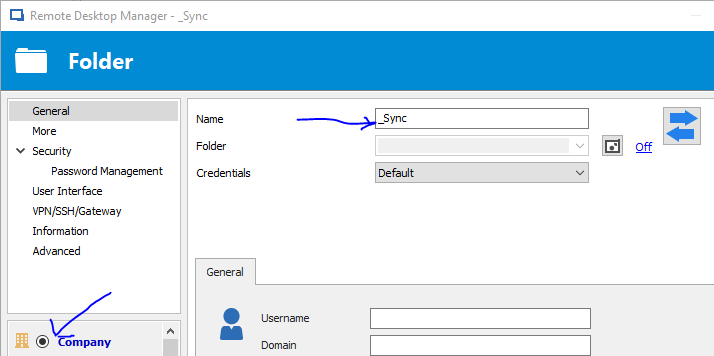 Remote Desktop Manager - _Sync
Folder
General
More
Security
Password Management
User Interface
VPN/SSH/Gateway
Information
Advanced
Company
Name _Sync
Folder Off
Credentials Default
General
Username
Domain